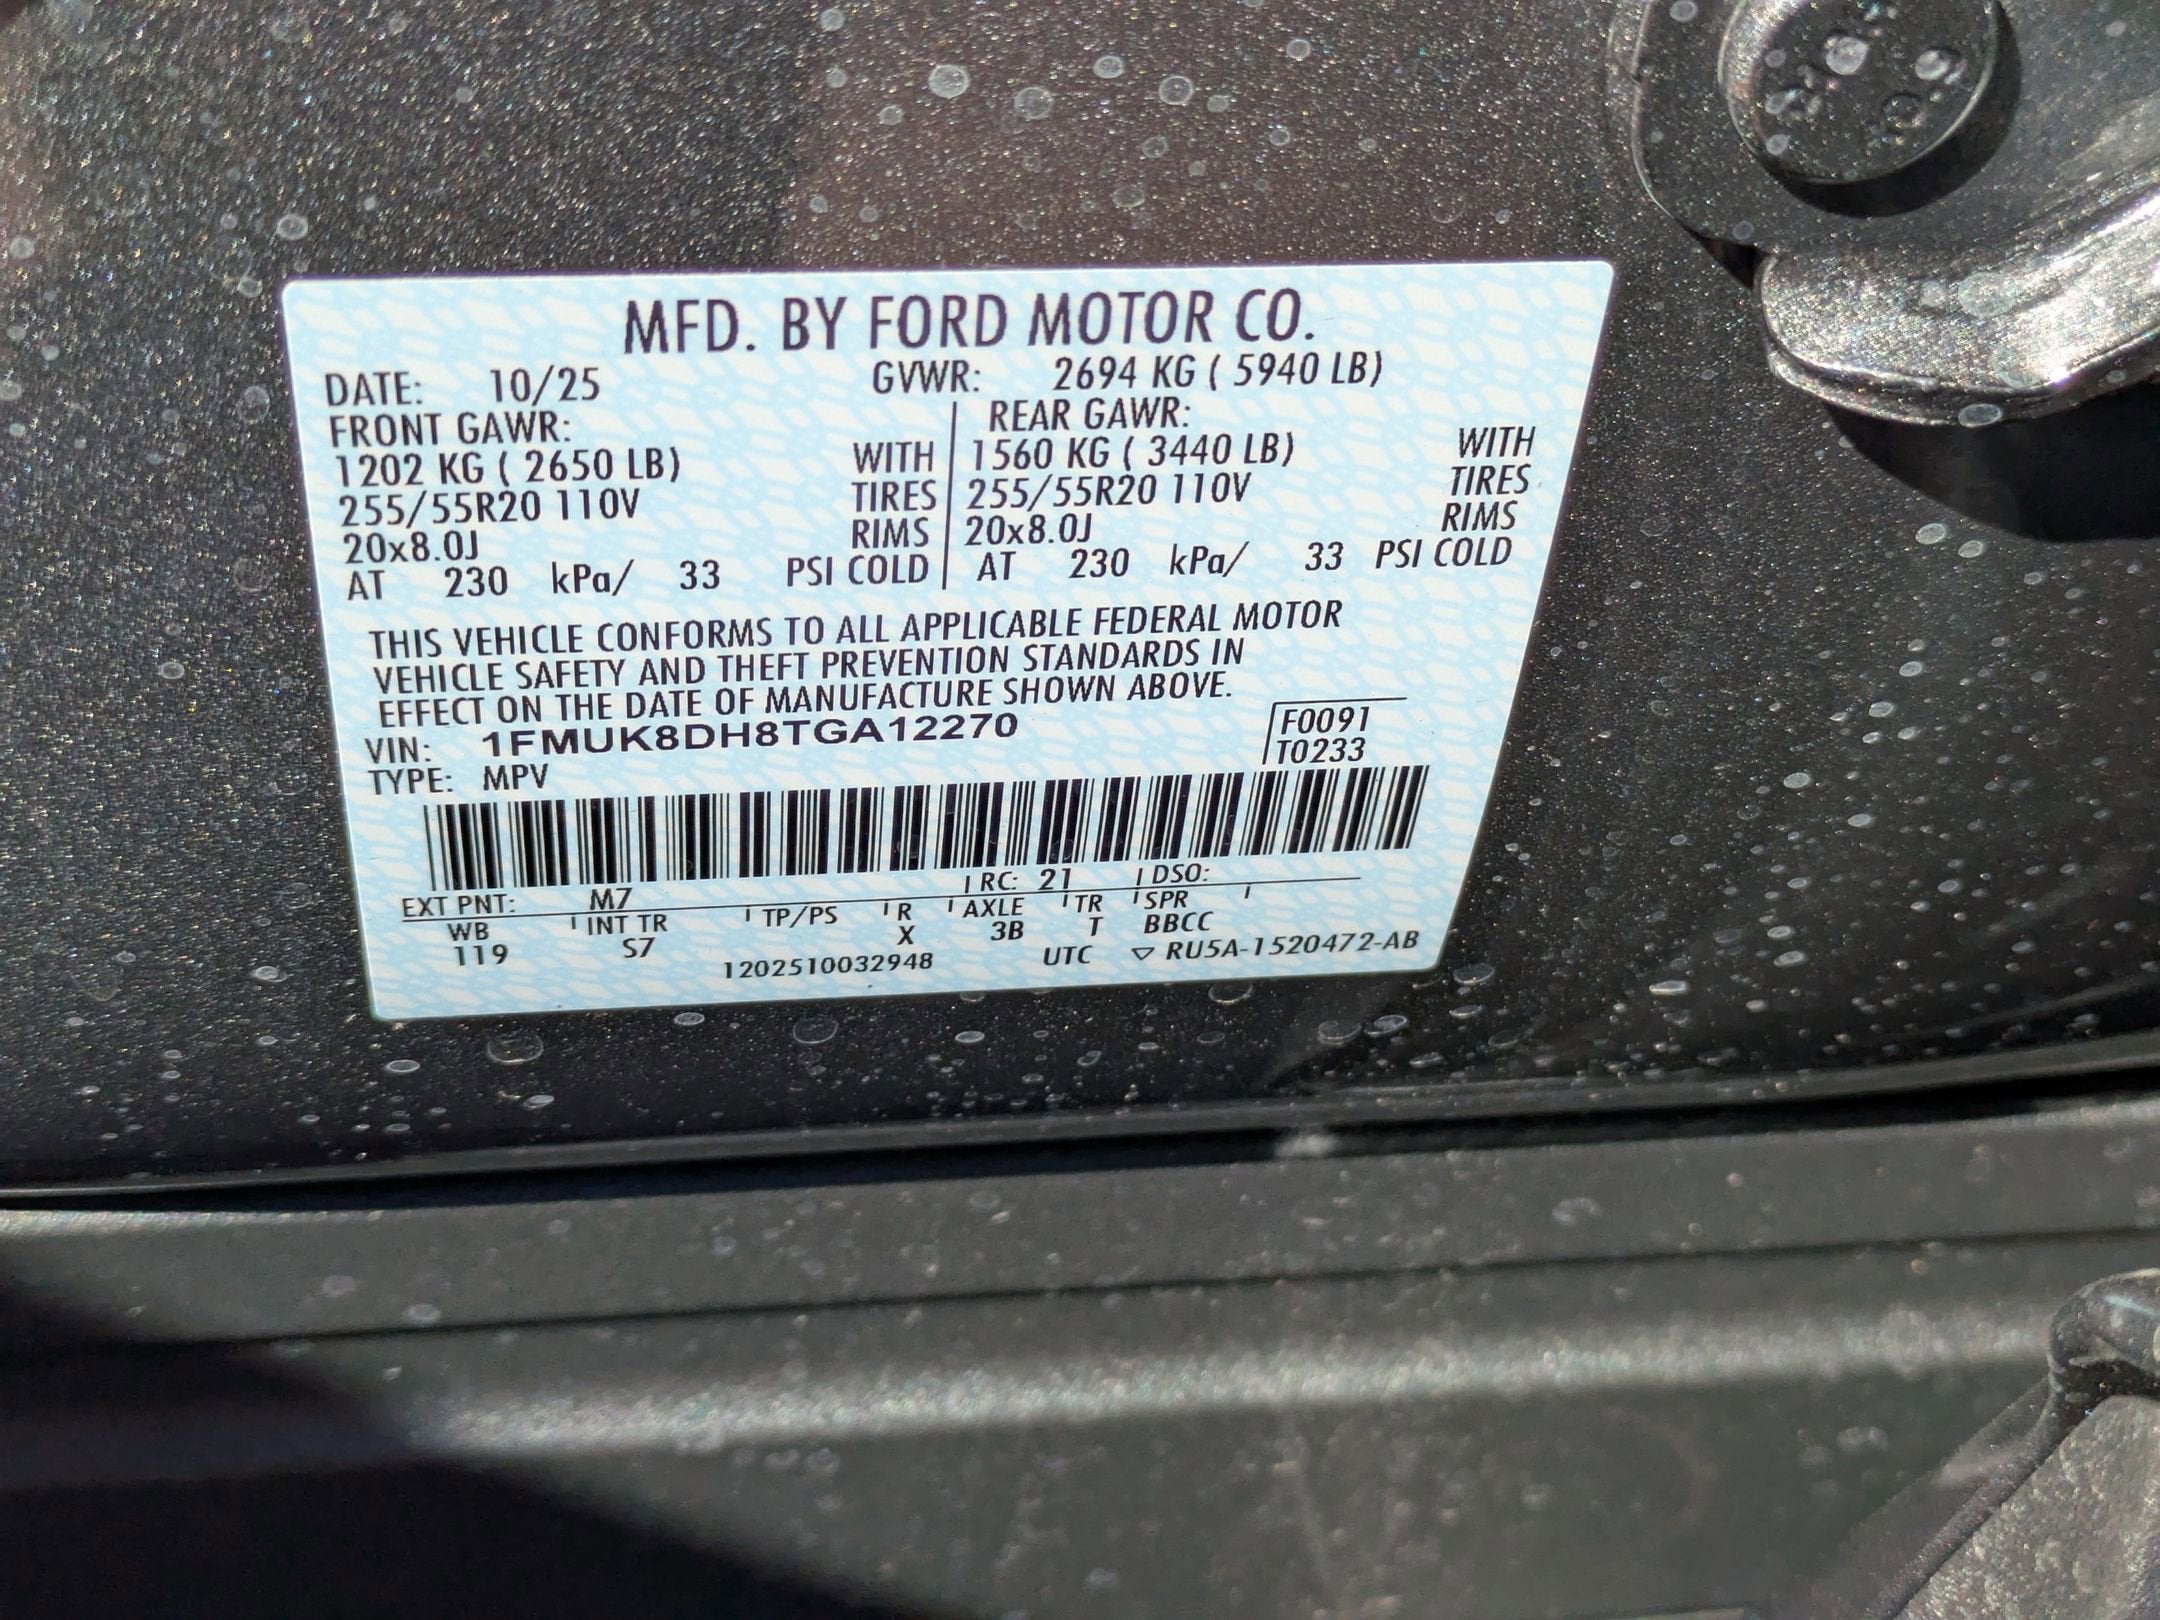 MFD. BY FORD MOTOR CO.
DATE: 10/25 GVWR: 2694 KG ( 5940 LB)
FRONT GAWR: REAR GAWR:
1202 KG ( 2650 LB) WITH 1560 KG ( 3440 LB) WITH
255/55R20 110V TIRES 255/55R20 110V TIRES
20x8.0J RIMS 20x8.0J RIMS
AT 230 kPa/ 33 PSI COLD AT 230 kPa/ 33 PSI COLD
THIS VEHICLE CONFORMS TO ALL APPLICABLE FEDERAL MOTOR
VEHICLE SAFETY AND THEFT PREVENTION STANDARDS IN
EFFECT ON THE DATE OF MANUFACTURE SHOWN ABOVE.
VIN: 1FMUK8DH8TGA12270 F0091
TYPE: MPV T0233
EXT PNT: M7 RC: 21 DSO:
WB INT TR TP/PS R AXLE TR SPR
119 S7 X 3B T BBCC
1202510032948 UTC ▽ RU5A-1520472-AB